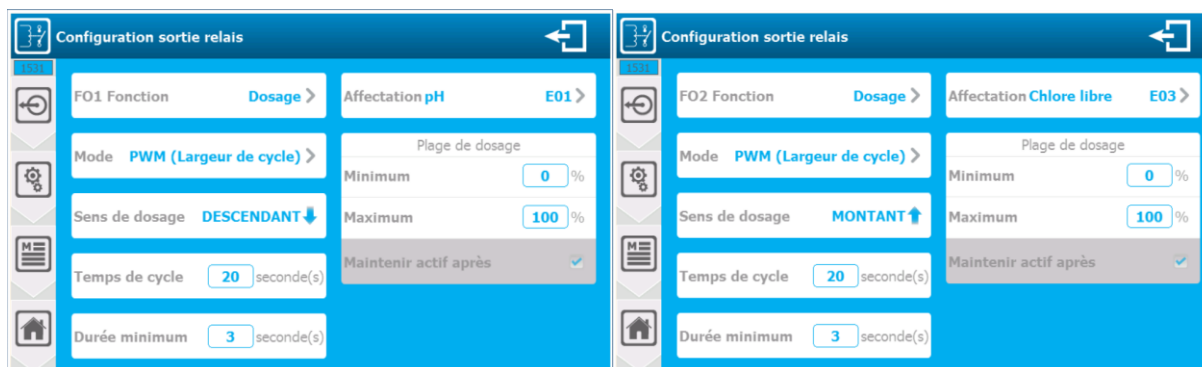 Configuration sortie relais
1531
FO1 Fonction Dosage >
Affectation pH E01 >
Mode PWM (Largeur de cycle) >
Plage de dosage
Minimum 0 %
Sens de dosage DESCENDANT
Maximum 100 %
Temps de cycle 20 seconde(s)
Maintenir actif après
Durée minimum 3 seconde(s)
M
Configuration sortie relais
1531
FO2 Fonction Dosage >
Affectation Chlore libre E03 >
Mode PWM (Largeur de cycle) >
Plage de dosage
Minimum 0 %
Sens de dosage MONTANT
Maximum 100 %
Temps de cycle 20 seconde(s)
Maintenir actif après
Durée minimum 3 seconde(s)
M